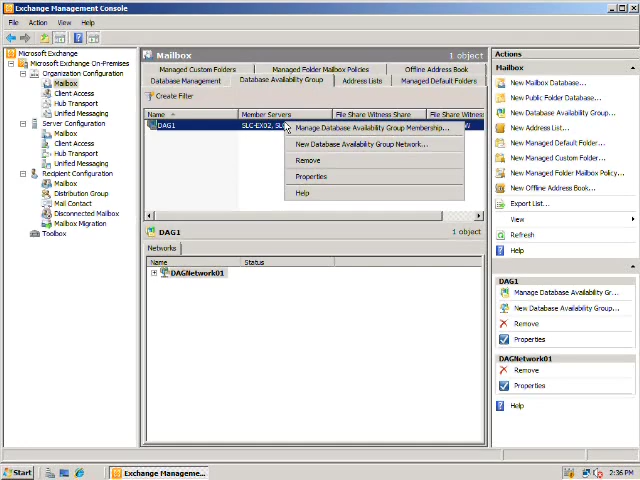 Exchange Management Console
File Action View Help
Microsoft Exchange
Microsoft Exchange On-Premises
Organization Configuration
Mailbox
Client Access
Hub Transport
Unified Messaging
Server Configuration
Mailbox
Client Access
Hub Transport
Unified Messaging
Recipient Configuration
Mailbox
Distribution Group
Mail Contact
Disconnected Mailbox
Mailbox Migration
Toolbox
Mailbox 1 object
Managed Custom Folders Managed Folder Mailbox Policies Offline Address Book
Database Management Database Availability Group Address Lists Managed Default Folders
Create Filter
Name Member Servers File Share Witness Share File Share Witness
DAG1 SLC-EX02, SL
Manage Database Availability Group Membership...
New Database Availability Group Network...
Remove
Properties
Help
DAG1 1 object
Networks
Name Status
DAGNetwork01
Actions
Mailbox
New Mailbox Database...
New Public Folder Database...
New Database Availability Group...
New Address List...
New Managed Default Folder...
New Managed Custom Folder...
New Managed Folder Mailbox Policy...
New Offline Address Book...
Export List...
View
Refresh
Help
DAG1
Manage Database Availability Gr...
New Database Availability Group...
Remove
Properties
DAGNetwork01
Remove
Properties
Help
Start Exchange Manageme... 2:36 PM